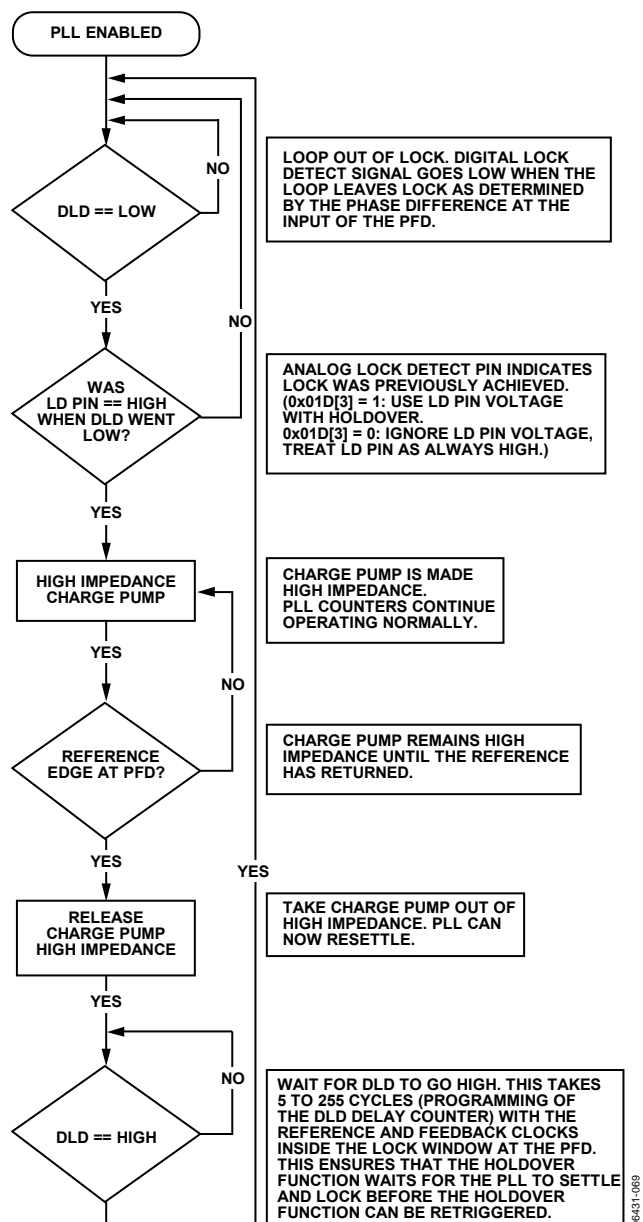 PLL ENABLED
NO
DLD == LOW
LOOP OUT OF LOCK. DIGITAL LOCK
DETECT SIGNAL GOES LOW WHEN THE
LOOP LEAVES LOCK AS DETERMINED
BY THE PHASE DIFFERENCE AT THE
INPUT OF THE PFD.
YES
NO
WAS
LD PIN == HIGH
WHEN DLD WENT
LOW?
ANALOG LOCK DETECT PIN INDICATES
LOCK WAS PREVIOUSLY ACHIEVED.
(0x01D[3] = 1: USE LD PIN VOLTAGE
WITH HOLDOVER.
0x01D[3] = 0: IGNORE LD PIN VOLTAGE,
TREAT LD PIN AS ALWAYS HIGH.)
YES
HIGH IMPEDANCE
CHARGE PUMP
CHARGE PUMP IS MADE
HIGH IMPEDANCE.
PLL COUNTERS CONTINUE
OPERATING NORMALLY.
YES
NO
REFERENCE
EDGE AT PFD?
CHARGE PUMP REMAINS HIGH
IMPEDANCE UNTIL THE REFERENCE
HAS RETURNED.
YES
YES
RELEASE
CHARGE PUMP
HIGH IMPEDANCE
TAKE CHARGE PUMP OUT OF
HIGH IMPEDANCE. PLL CAN
NOW RESETTLE.
YES
NO
DLD == HIGH
WAIT FOR DLD TO GO HIGH. THIS TAKES
5 TO 255 CYCLES (PROGRAMMING OF
THE DLD DELAY COUNTER) WITH THE
REFERENCE AND FEEDBACK CLOCKS
INSIDE THE LOCK WINDOW AT THE PFD.
THIS ENSURES THAT THE HOLDOVER
FUNCTION WAITS FOR THE PLL TO SETTLE
AND LOCK BEFORE THE HOLDOVER
FUNCTION CAN BE RETRIGGERED.